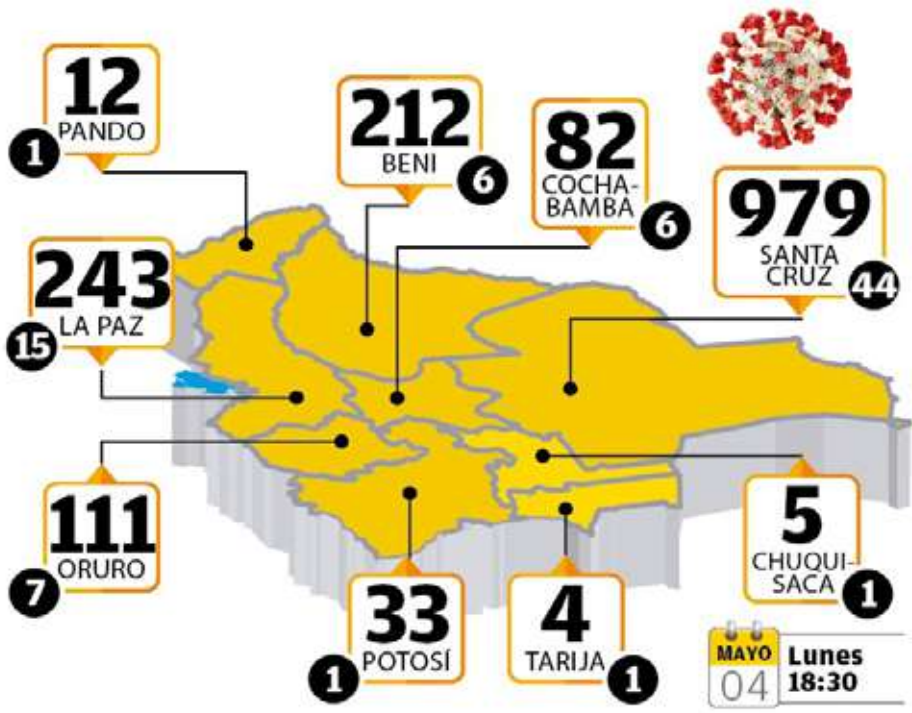 12
PANDO
1
212
BENI
6
82
COCHA-
BAMBA
6
979
SANTA
CRUZ
44
243
LA PAZ
15
111
ORURO
7
33
POTOSÍ
1
4
TARIJA
1
5
CHUQUI-
SACA
1
MAYO
04
Lunes
18:30